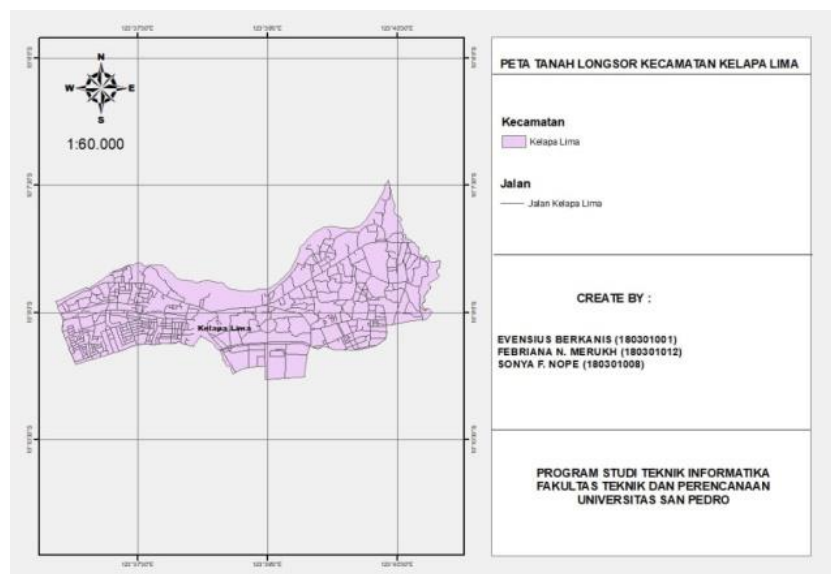 N
W E
S
1:60.000
Kelapa Lima
PETA TANAH LONGSOR KECAMATAN KELAPA LIMA
Kecamatan
Kelapa Lima
Jalan
Jalan Kelapa Lima
CREATE BY :
EVENSIUS BERKANIS (180301001)
FEBRIANA N. MERUKH (180301012)
SONYA F. NOPE (180301008)
PROGRAM STUDI TEKNIK INFORMATIKA
FAKULTAS TEKNIK DAN PERENCANAAN
UNIVERSITAS SAN PEDRO